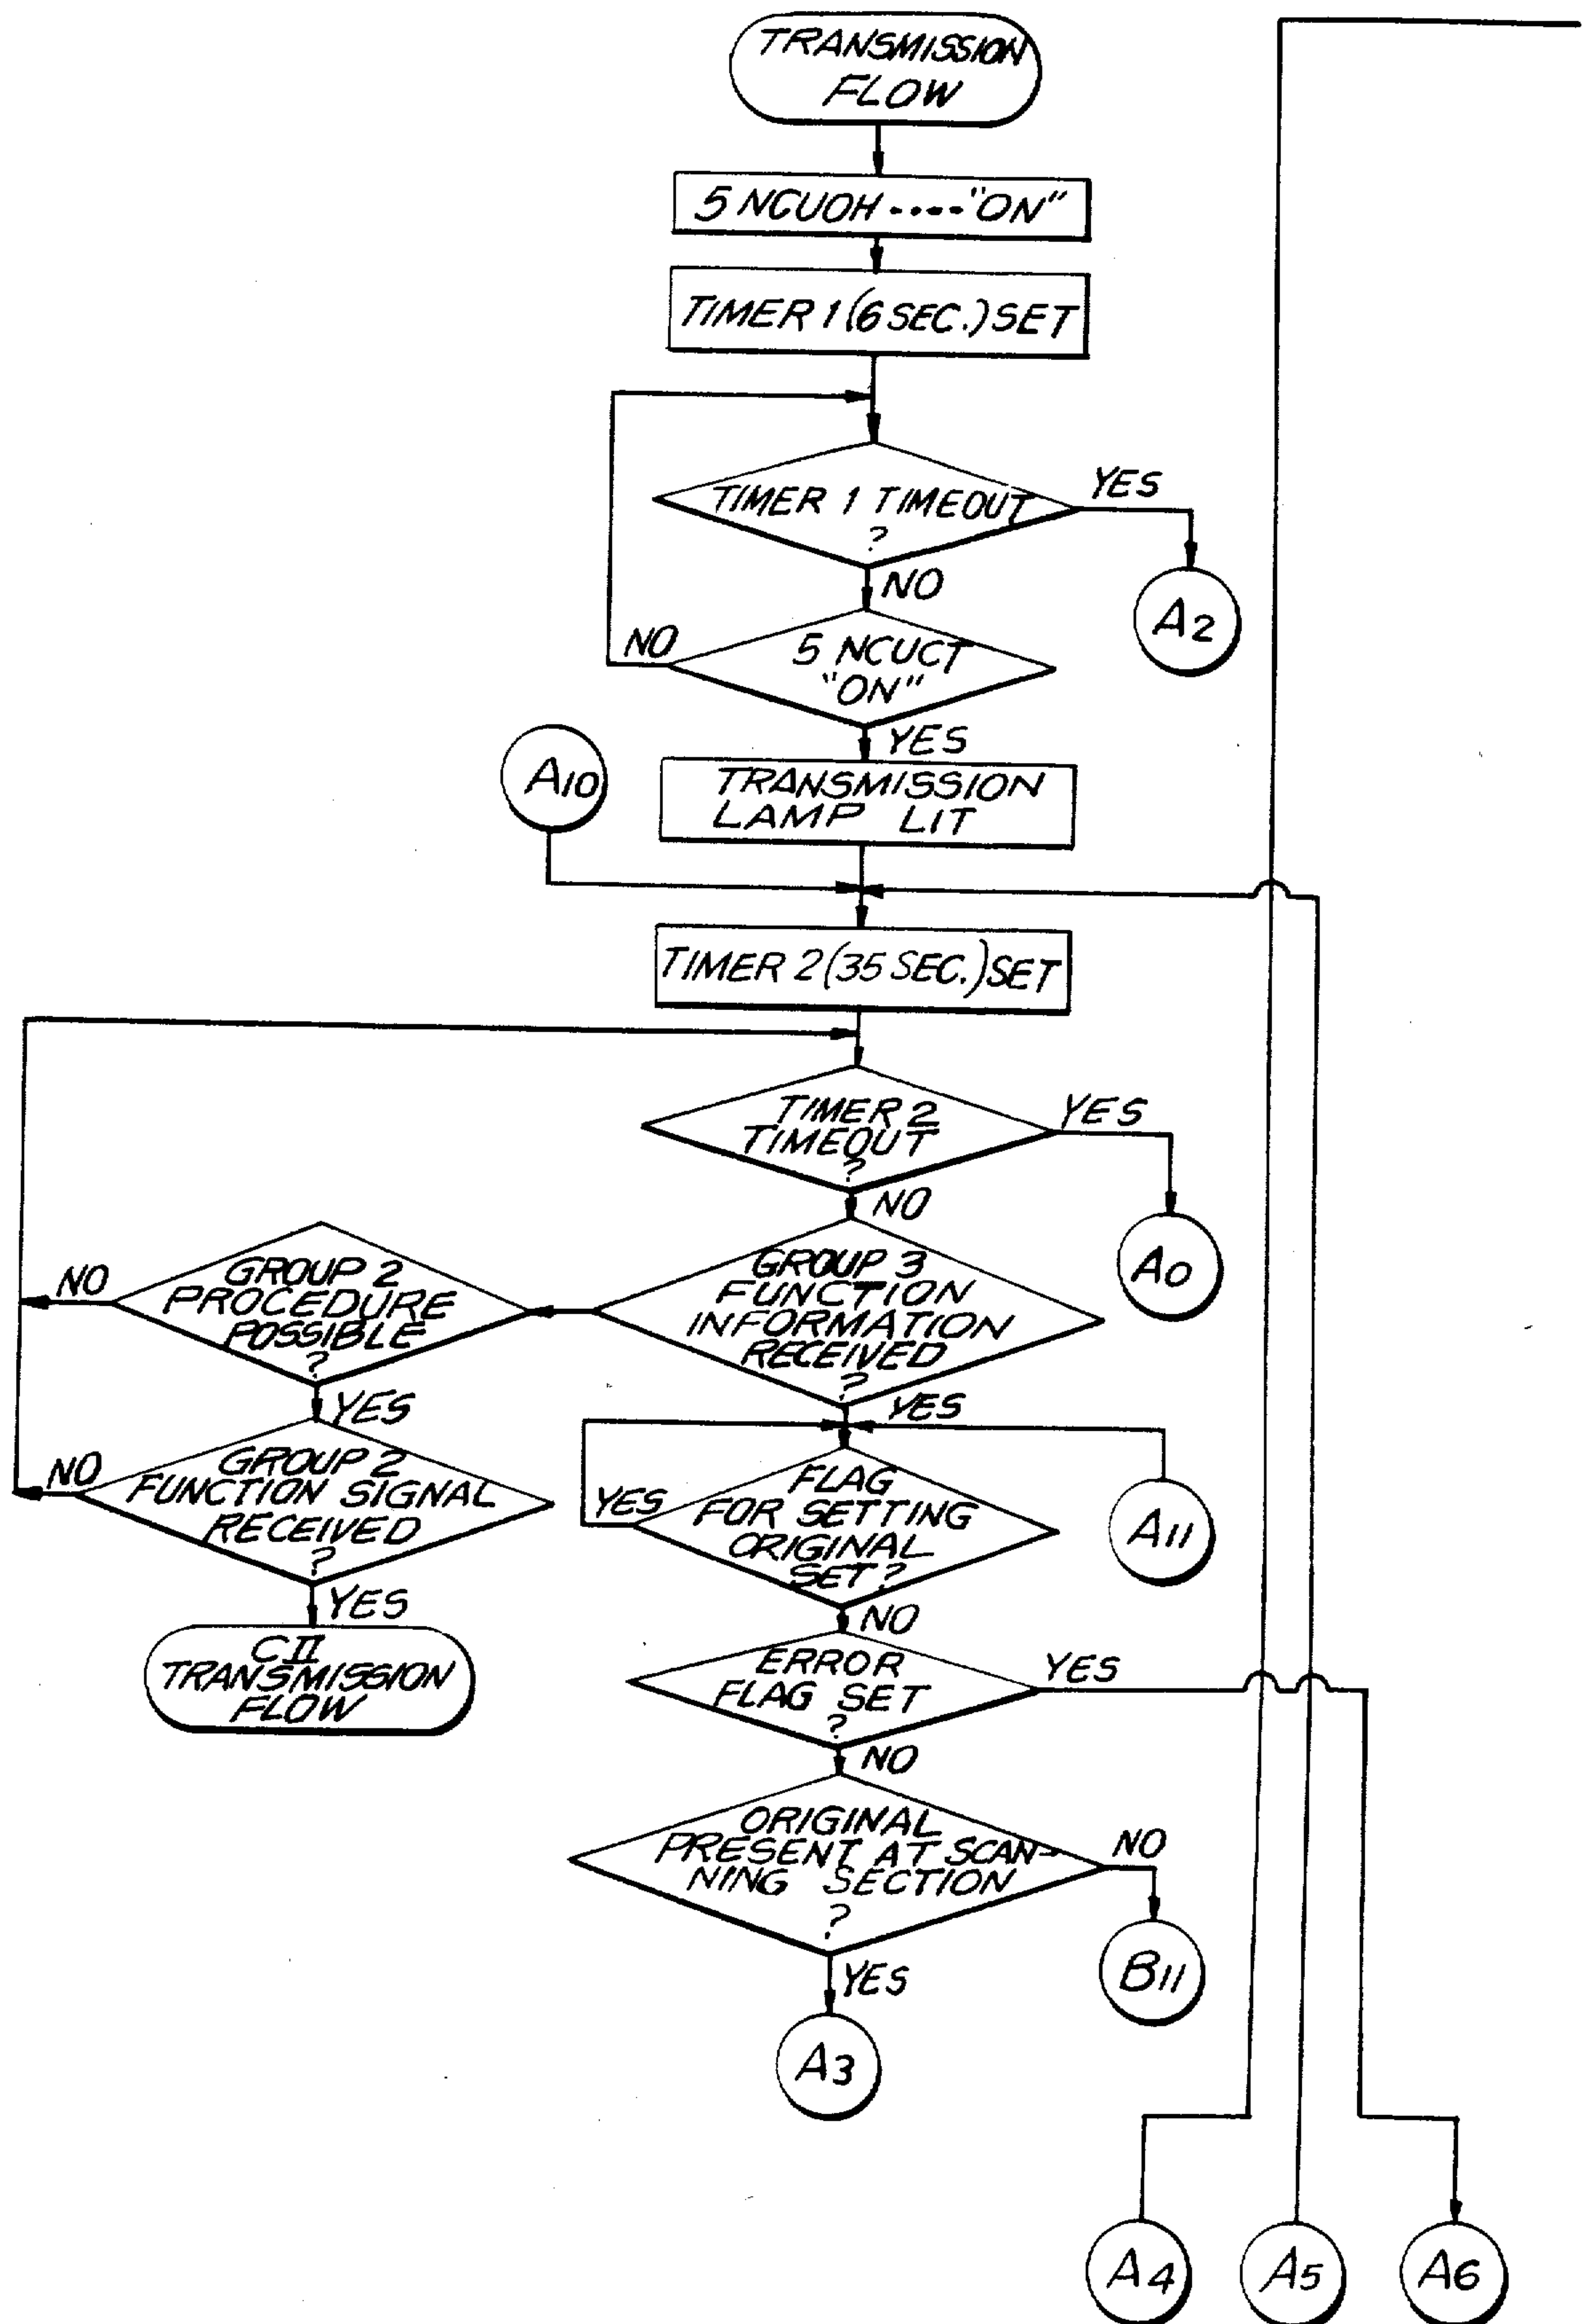 TRANSMISSION
FLOW
5 NCUOH ---- "ON"
TIMER 1 (6 SEC.) SET
TIMER 1 TIMEOUT
?
YES
NO
A2
5 NCUCT
"ON"
NO
YES
A10
TRANSMISSION
LAMP LIT
TIMER 2 (35 SEC.) SET
TIMER 2
TIMEOUT
?
YES
NO
A0
GROUP 3
FUNCTION
INFORMATION
RECEIVED
?
YES
GROUP 2
PROCEDURE
POSSIBLE
?
NO
YES
GROUP 2
FUNCTION SIGNAL
RECEIVED
?
NO
YES
CII
TRANSMISSION
FLOW
FLAG
FOR SETTING
ORIGINAL
SET?
YES
NO
A11
ERROR
FLAG SET
?
YES
NO
ORIGINAL
PRESENT AT SCAN-
NING SECTION
?
NO
YES
B11
A3
A4
A5
A6